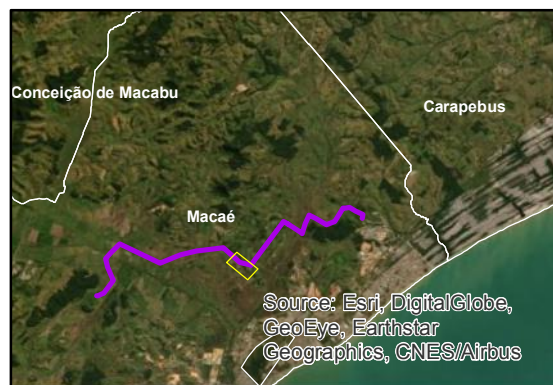 Conceição de Macabu
Carapebus
Macaé
Source: Esri, DigitalGlobe,
GeoEye, Earthstar
Geographics, CNES/Airbus